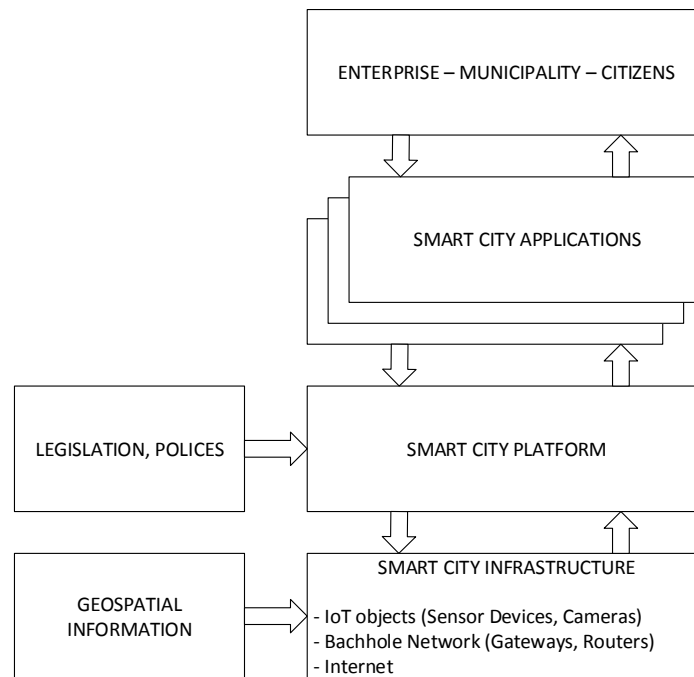 ENTERPRISE – MUNICIPALITY – CITIZENS
SMART CITY APPLICATIONS
LEGISLATION, POLICES
SMART CITY PLATFORM
GEOSPATIAL
INFORMATION
SMART CITY INFRASTRUCTURE
- IoT objects (Sensor Devices, Cameras)
- Bachhole Network (Gateways, Routers)
- Internet